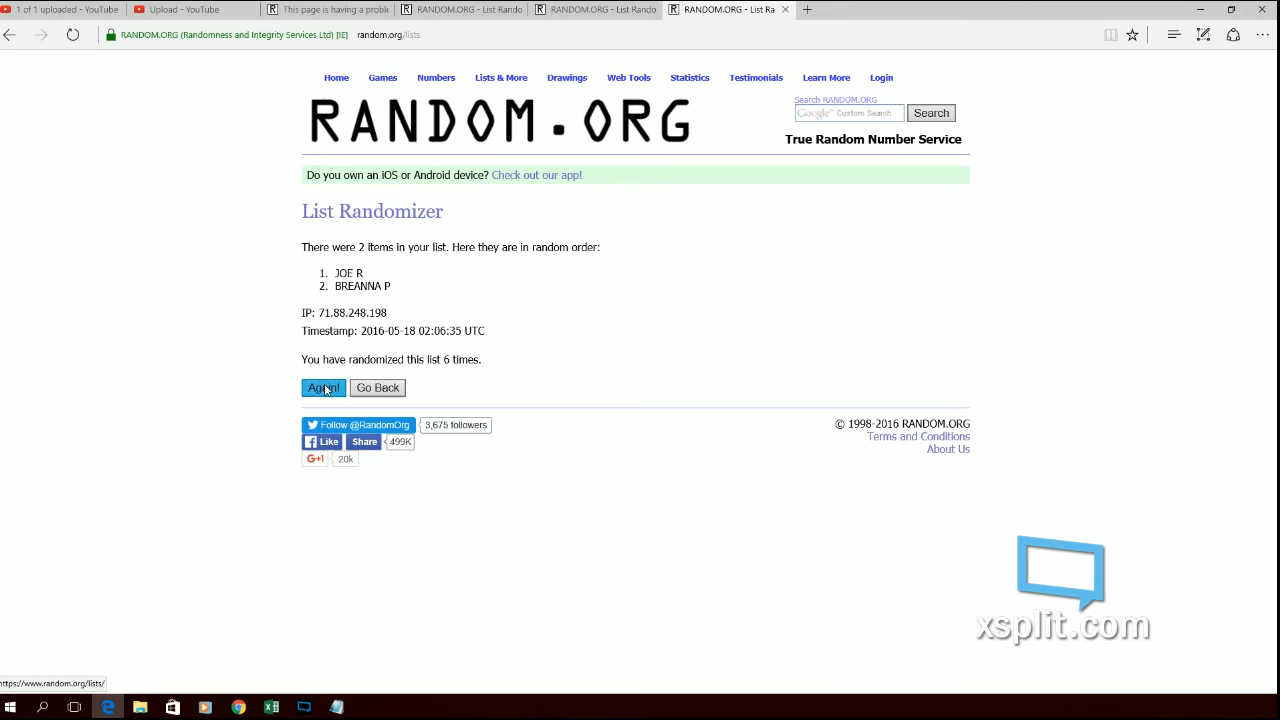 1 of 1 uploaded - YouTube
Upload - YouTube
This page is having a proble
RANDOM.ORG - List Rando
RANDOM.ORG - List Rando
RANDOM.ORG - List Ra
RANDOM.ORG (Randomness and Integrity Services Ltd) [IE] random.org/lists
Home Games Numbers Lists & More Drawings Web Tools Statistics Testimonials Learn More Login
RANDOM.ORG
Search RANDOM.ORG
Google™ Custom Search Search
True Random Number Service
Do you own an iOS or Android device? Check out our app!
List Randomizer
There were 2 items in your list. Here they are in random order:
1. JOE R
2. BREANNA P
IP: 71.88.248.198
Timestamp: 2016-05-18 02:06:35 UTC
You have randomized this list 6 times.
Again! Go Back
Follow @RandomOrg 3,675 followers
Like Share 499K
G+1 20k
© 1998-2016 RANDOM.ORG
Terms and Conditions
About Us
xsplit.com
https://www.random.org/lists/